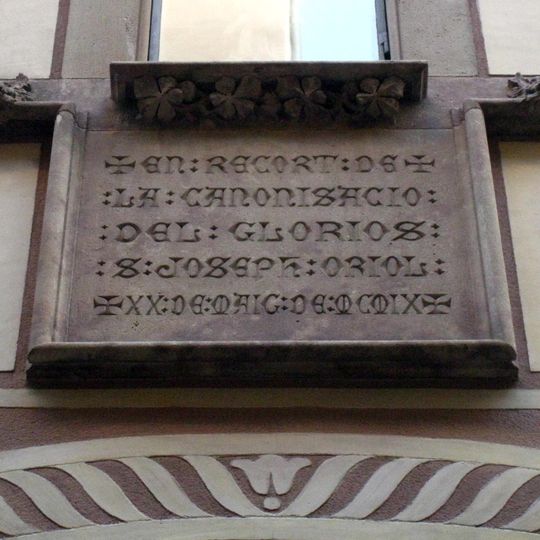 ✠ EN : RECORT : DE ✠
: LA : CANONISACIO :
: DEL : GLORIOS :
: S : JOSEPH : ORIOL :
✠ XX : DE : MAIG : DE : MCMIX ✠